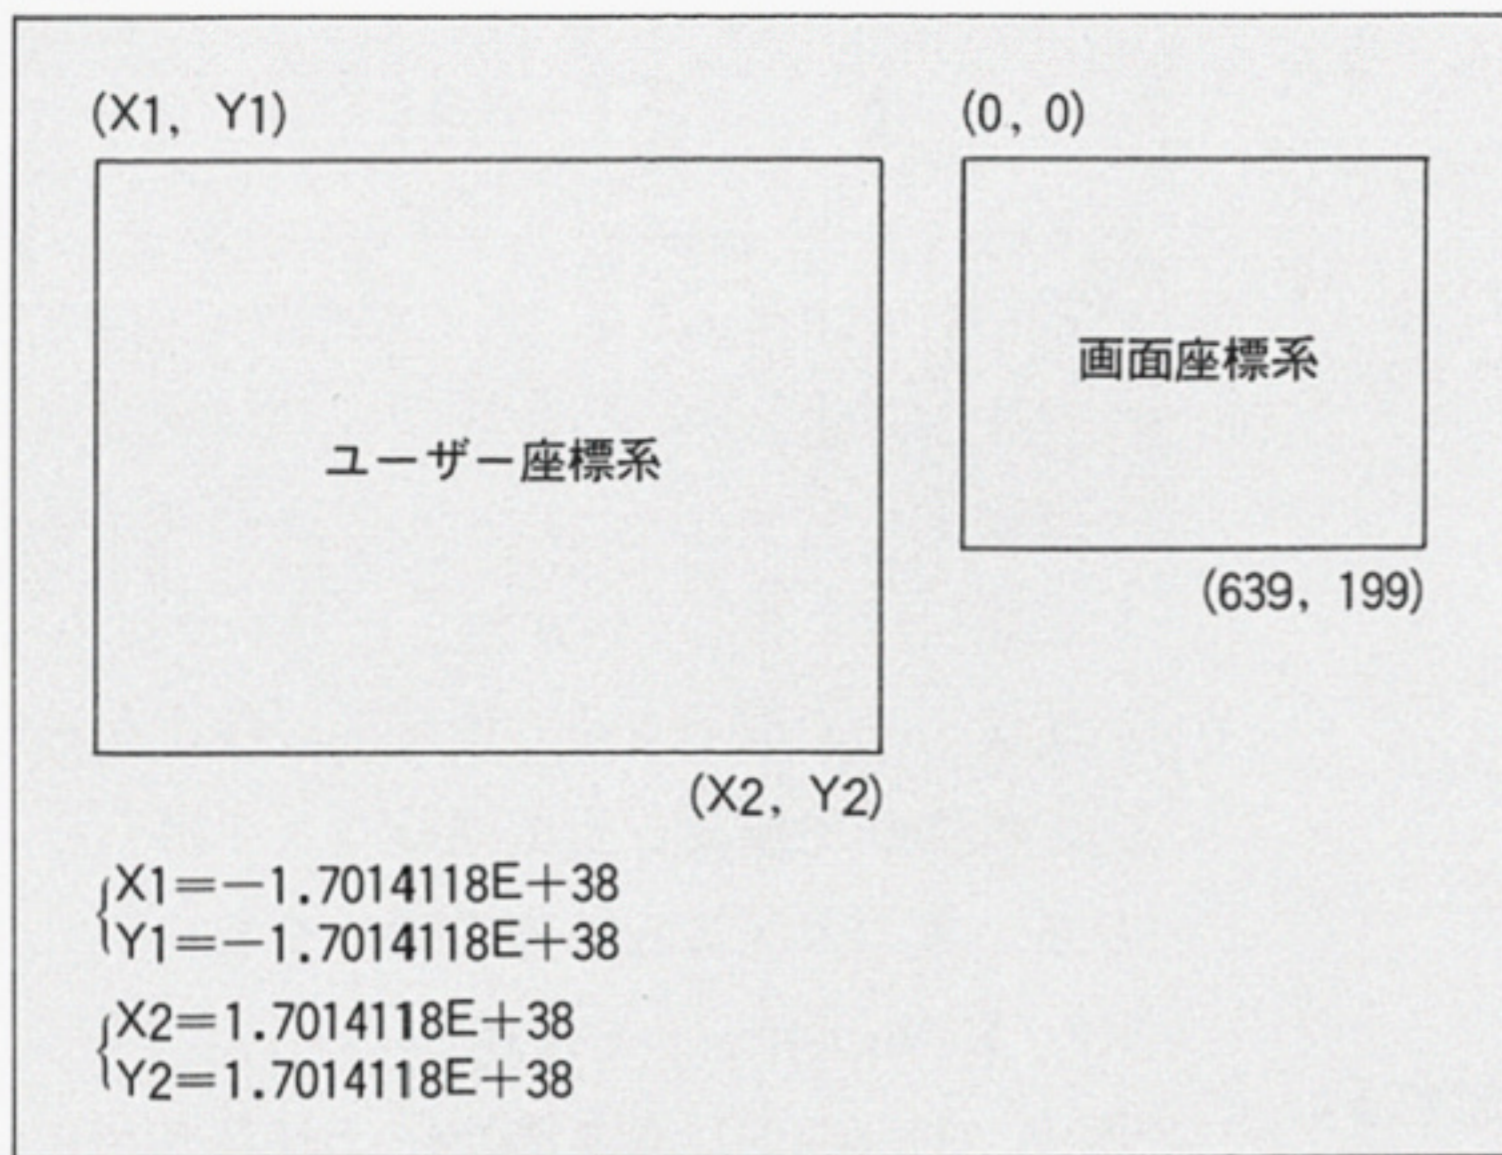 (X1, Y1)
ユーザー座標系
(X2, Y2)
(0, 0)
画面座標系
(639, 199)
X1=-1.7014118E+38
Y1=-1.7014118E+38
X2=1.7014118E+38
Y2=1.7014118E+38